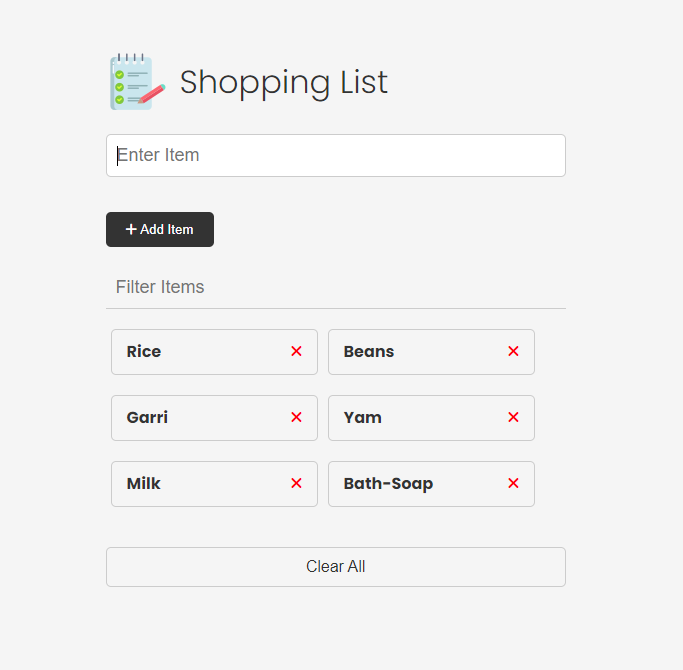 Shopping List
Enter Item
+ Add Item
Filter Items
Rice ✕ Beans ✕
Garri ✕ Yam ✕
Milk ✕ Bath-Soap ✕
Clear All